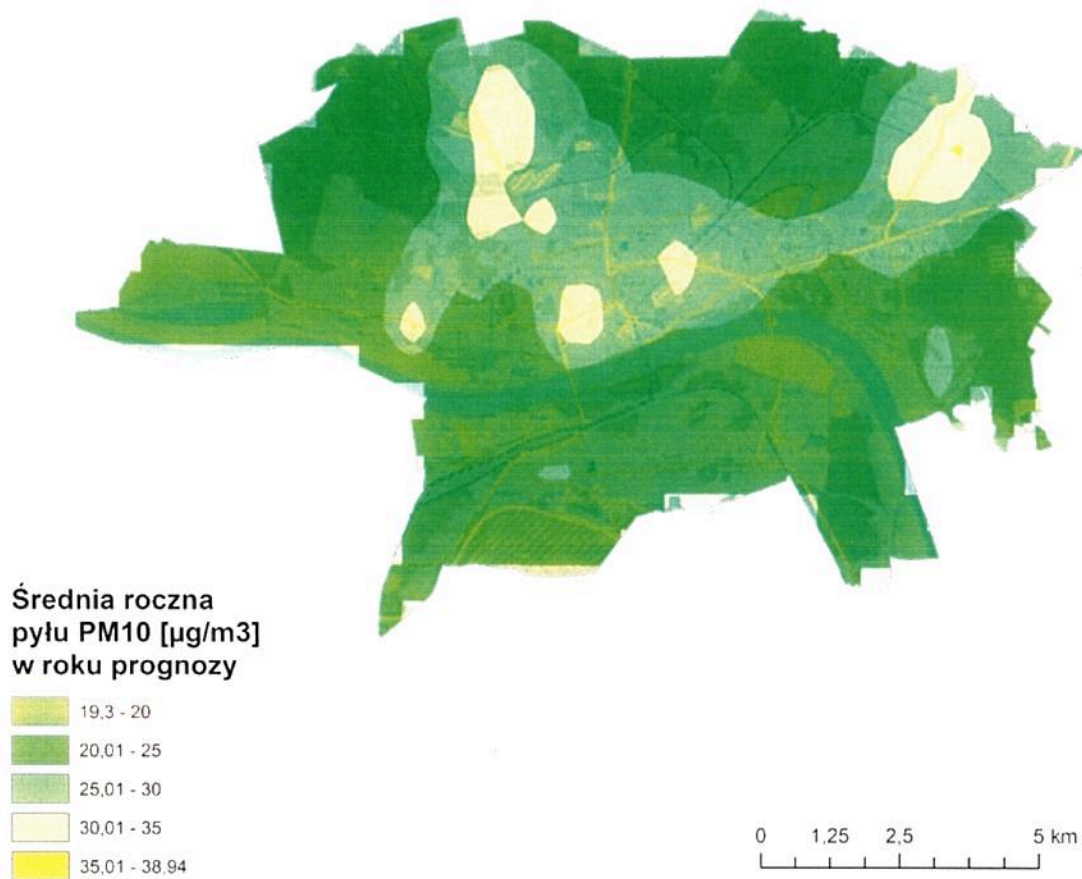 Średnia roczna
pyłu PM10 [µg/m3]
w roku prognozy
19,3 - 20
20,01 - 25
25,01 - 30
30,01 - 35
35,01 - 38,94
0 1,25 2,5 5 km